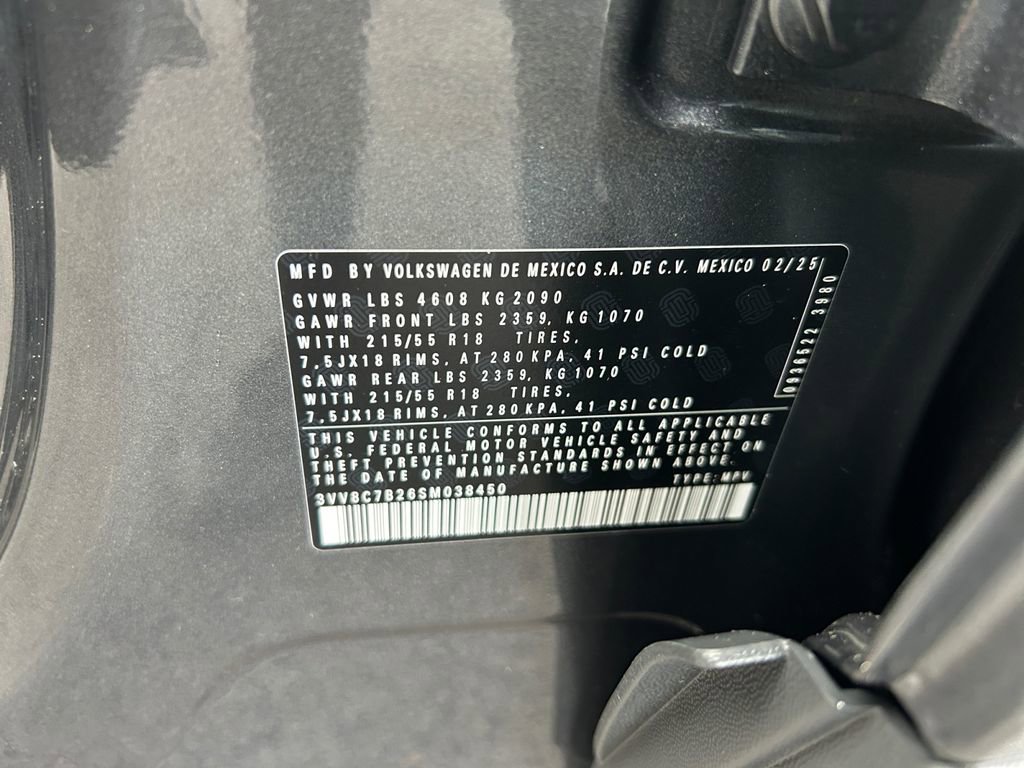 MFD BY VOLKSWAGEN DE MEXICO S.A. DE C.V. MEXICO 02/25
GVWR LBS 4608 KG 2090
GAWR FRONT LBS 2359, KG 1070
WITH 215/55 R18 TIRES,
7,5JX18 RIMS, AT 280 KPA, 41 PSI COLD
GAWR REAR LBS 2359, KG 1070
WITH 215/55 R18 TIRES,
7,5JX18 RIMS, AT 280 KPA, 41 PSI COLD
0936522 3980
THIS VEHICLE CONFORMS TO ALL APPLICABLE
U.S. FEDERAL MOTOR VEHICLE SAFETY AND
THEFT PREVENTION STANDARDS IN EFFECT ON
THE DATE OF MANUFACTURE SHOWN ABOVE.
3VV8C7B26SM038450 TYPE: MPV